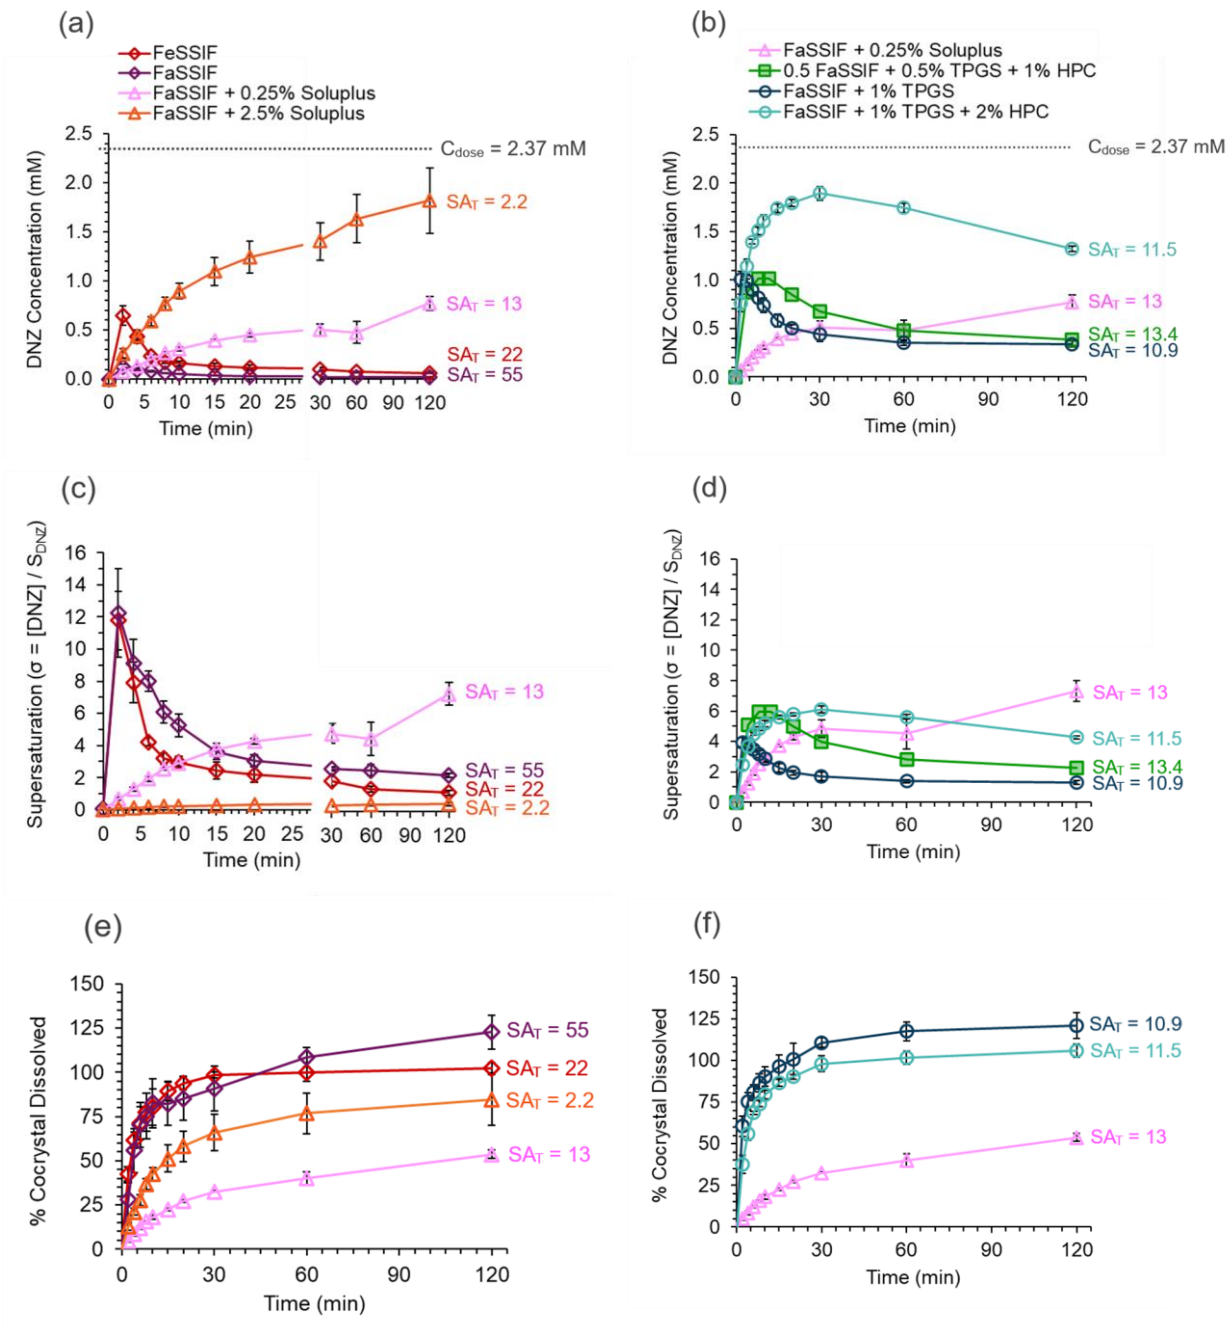 (a)
FeSSIF
FaSSIF
FaSSIF + 0.25% Soluplus
FaSSIF + 2.5% Soluplus
2.5
2.0
1.5
1.0
0.5
0.0
DNZ Concentration (mM)
Cdose = 2.37 mM
SAT = 2.2
SAT = 13
SAT = 22
SAT = 55
0 5 10 15 20 25 30 60 90 120
Time (min)
(b)
FaSSIF + 0.25% Soluplus
0.5 FaSSIF + 0.5% TPGS + 1% HPC
FaSSIF + 1% TPGS
FaSSIF + 1% TPGS + 2% HPC
2.5
2.0
1.5
1.0
0.5
0.0
DNZ Concentration (mM)
Cdose = 2.37 mM
SAT = 11.5
SAT = 13
SAT = 13.4
SAT = 10.9
0 30 60 90 120
Time (min)
(c)
16
14
12
10
8
6
4
2
0
Supersaturation (σ = [DNZ] / SDNZ)
SAT = 13
SAT = 55
SAT = 22
SAT = 2.2
0 5 10 15 20 25 30 60 90 120
Time (min)
(d)
16
14
12
10
8
6
4
2
0
Supersaturation (σ = [DNZ] / SDNZ)
SAT = 13
SAT = 11.5
SAT = 13.4
SAT = 10.9
0 30 60 90 120
Time (min)
(e)
150
125
100
75
50
25
0
% Cocrystal Dissolved
SAT = 55
SAT = 22
SAT = 2.2
SAT = 13
0 30 60 90 120
Time (min)
(f)
150
125
100
75
50
25
0
% Cocrystal Dissolved
SAT = 10.9
SAT = 11.5
SAT = 13
0 30 60 90 120
Time (min)